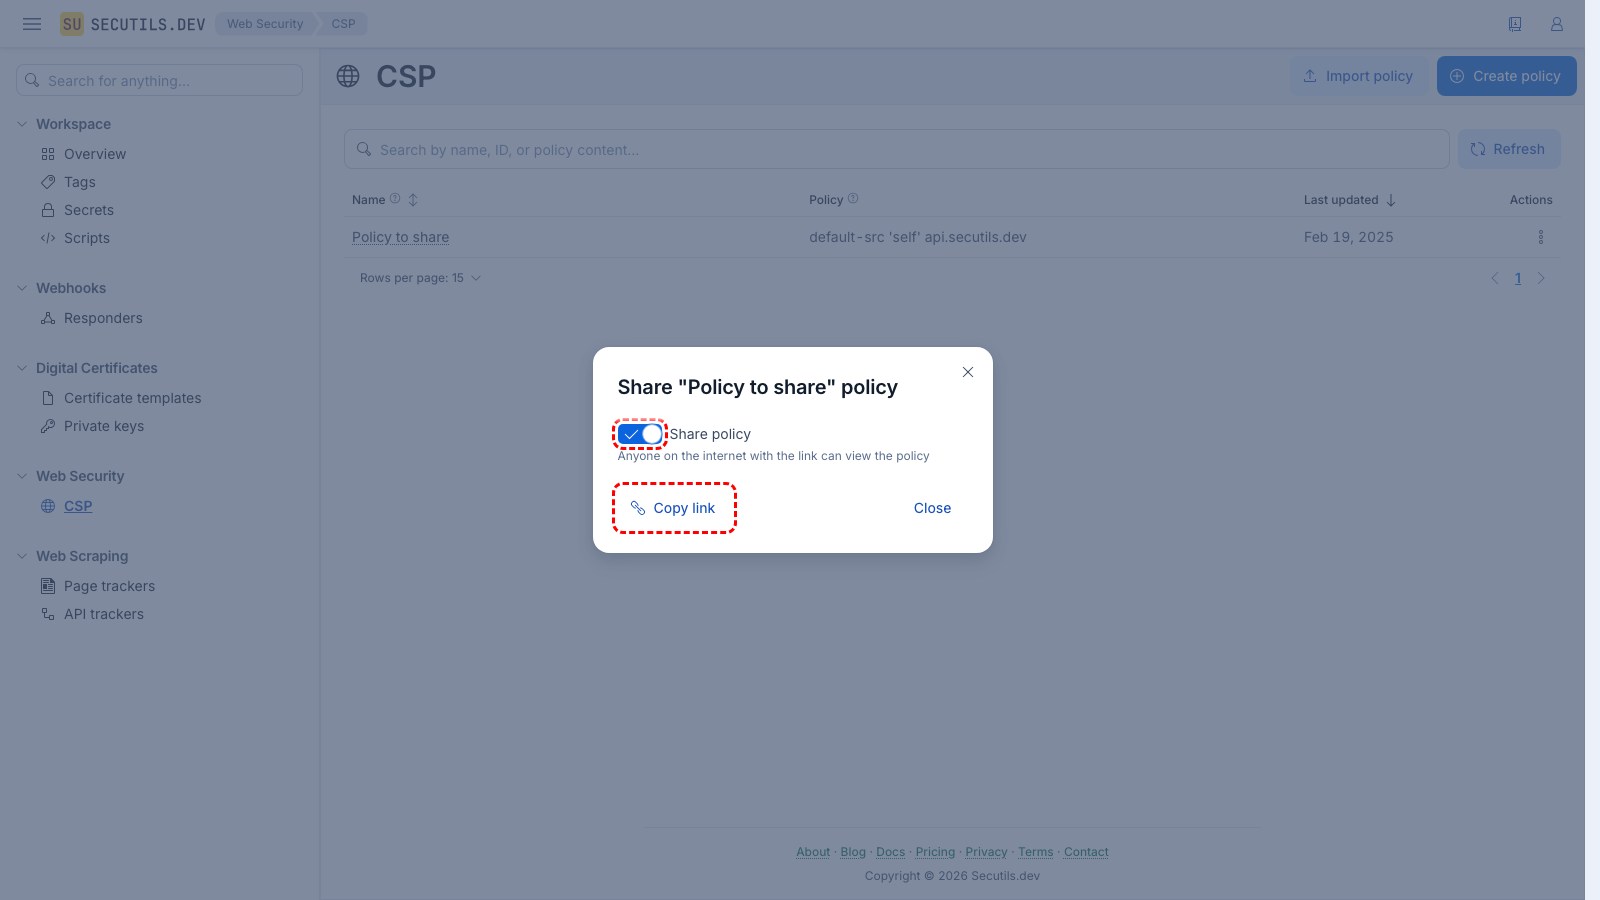 SU SECUTILS.DEV Web Security CSP
Search for anything...
Workspace
Overview
Tags
Secrets
Scripts
Webhooks
Responders
Digital Certificates
Certificate templates
Private keys
Web Security
CSP
Web Scraping
Page trackers
API trackers
CSP Import policy Create policy
Search by name, ID, or policy content... Refresh
Name Policy Last updated Actions
Policy to share default-src 'self' api.secutils.dev Feb 19, 2025
Rows per page: 15 1
Share "Policy to share" policy
Share policy
Anyone on the internet with the link can view the policy
Copy link Close
About · Blog · Docs · Pricing · Privacy · Terms · Contact
Copyright © 2026 Secutils.dev